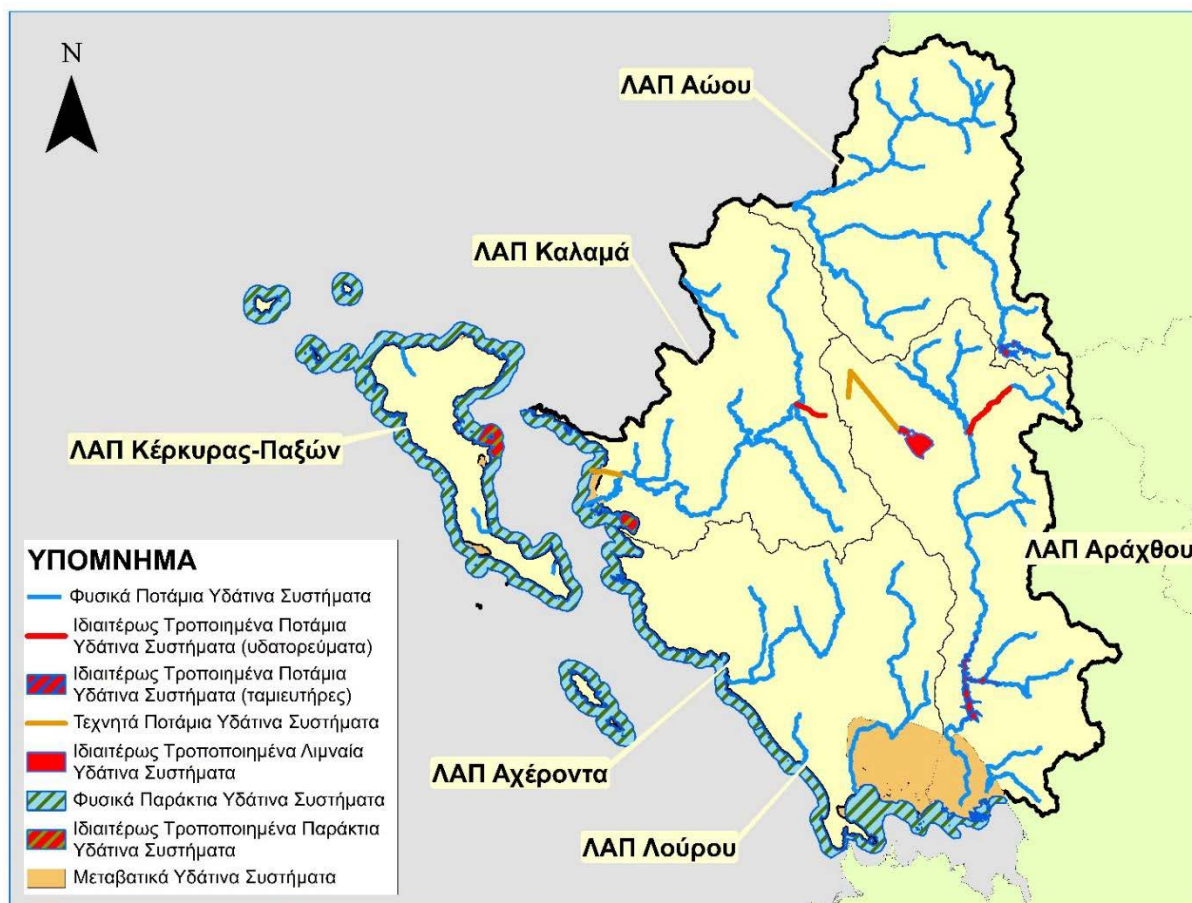 N
ΛΑΠ Αώου
ΛΑΠ Καλαμά
ΛΑΠ Κέρκυρας-Παξών
ΛΑΠ Αράχθου
ΛΑΠ Αχέροντα
ΛΑΠ Λούρου
ΥΠΟΜΝΗΜΑ
Φυσικά Ποτάμια Υδάτινα Συστήματα
Ιδιαιτέρως Τροποιημένα Ποτάμια
Υδάτινα Συστήματα (υδατορεύματα)
Ιδιαιτέρως Τροποιημένα Ποτάμια
Υδάτινα Συστήματα (ταμιευτήρες)
Τεχνητά Ποτάμια Υδάτινα Συστήματα
Ιδιαιτέρως Τροποποιημένα Λιμναία
Υδάτινα Συστήματα
Φυσικά Παράκτια Υδάτινα Συστήματα
Ιδιαιτέρως Τροποποιημένα Παράκτια
Υδάτινα Συστήματα
Μεταβατικά Υδάτινα Συστήματα